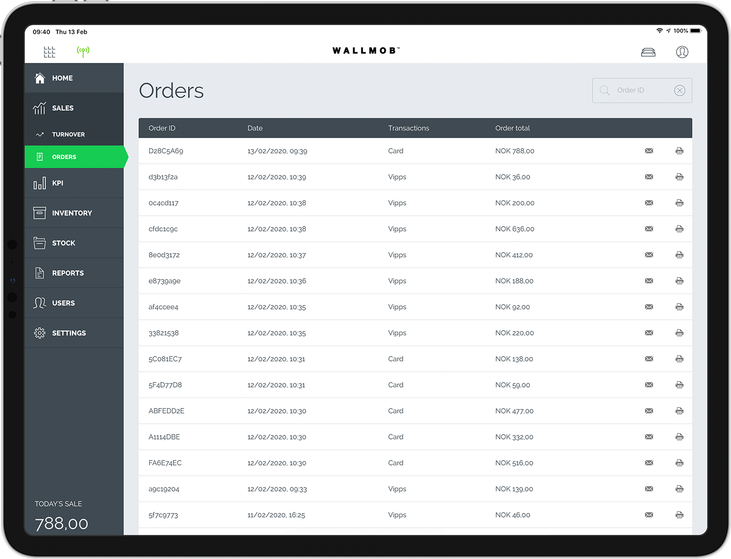 09:40 Thu 13 Feb
100%
WALLMOB™
HOME
SALES
TURNOVER
ORDERS
KPI
INVENTORY
STOCK
REPORTS
USERS
SETTINGS
TODAY'S SALE
788,00
Orders
Order ID
Order ID Date Transactions Order total
D28C5A69 13/02/2020, 09:39 Card NOK 788,00
d3b13f2a 12/02/2020, 10:39 Vipps NOK 36,00
0c4cd117 12/02/2020, 10:38 Vipps NOK 200,00
cfdc1c9c 12/02/2020, 10:38 Vipps NOK 636,00
8e0d3172 12/02/2020, 10:37 Vipps NOK 412,00
e8739a9e 12/02/2020, 10:36 Vipps NOK 188,00
af4ccee4 12/02/2020, 10:35 Vipps NOK 92,00
33821538 12/02/2020, 10:35 Vipps NOK 220,00
5C081EC7 12/02/2020, 10:31 Card NOK 138,00
5F4D77D8 12/02/2020, 10:31 Card NOK 59,00
ABFEDD2E 12/02/2020, 10:30 Card NOK 477,00
A1114DBE 12/02/2020, 10:30 Card NOK 332,00
FA6E74EC 12/02/2020, 10:30 Card NOK 516,00
a9c19204 12/02/2020, 09:33 Vipps NOK 139,00
5f7c9773 11/02/2020, 16:25 Vipps NOK 46,00